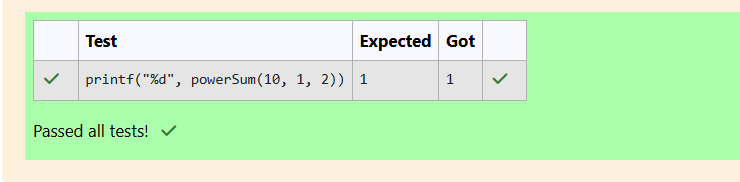 Test Expected Got
printf("%d", powerSum(10, 1, 2)) 1 1
Passed all tests!